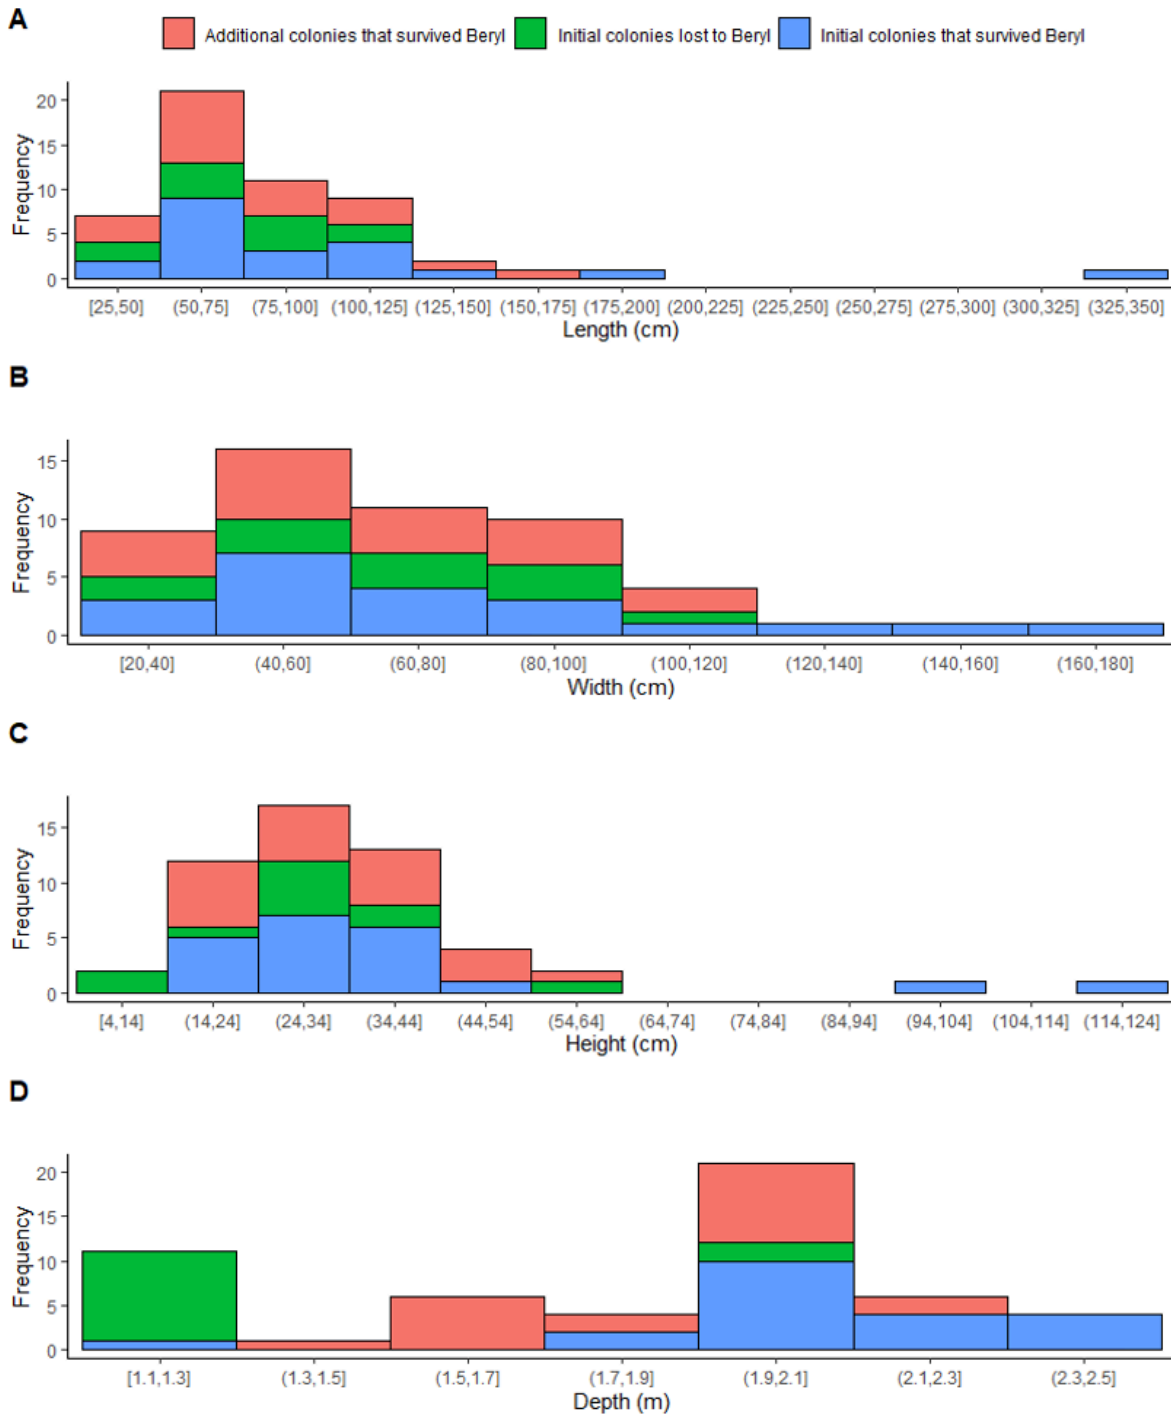 A
Additional colonies that survived Beryl Initial colonies lost to Beryl Initial colonies that survived Beryl
20
15
10
5
0
Frequency
[25,50] (50,75] (75,100] (100,125] (125,150] (150,175] (175,200] (200,225] (225,250] (250,275] (275,300] (300,325] (325,350]
Length (cm)
B
15
10
5
0
Frequency
[20,40] (40,60] (60,80] (80,100] (100,120] (120,140] (140,160] (160,180]
Width (cm)
C
15
10
5
0
Frequency
[4,14] (14,24] (24,34] (34,44] (44,54] (54,64] (64,74] (74,84] (84,94] (94,104] (104,114] (114,124]
Height (cm)
D
20
15
10
5
0
Frequency
[1.1,1.3] (1.3,1.5] (1.5,1.7] (1.7,1.9] (1.9,2.1] (2.1,2.3] (2.3,2.5]
Depth (m)